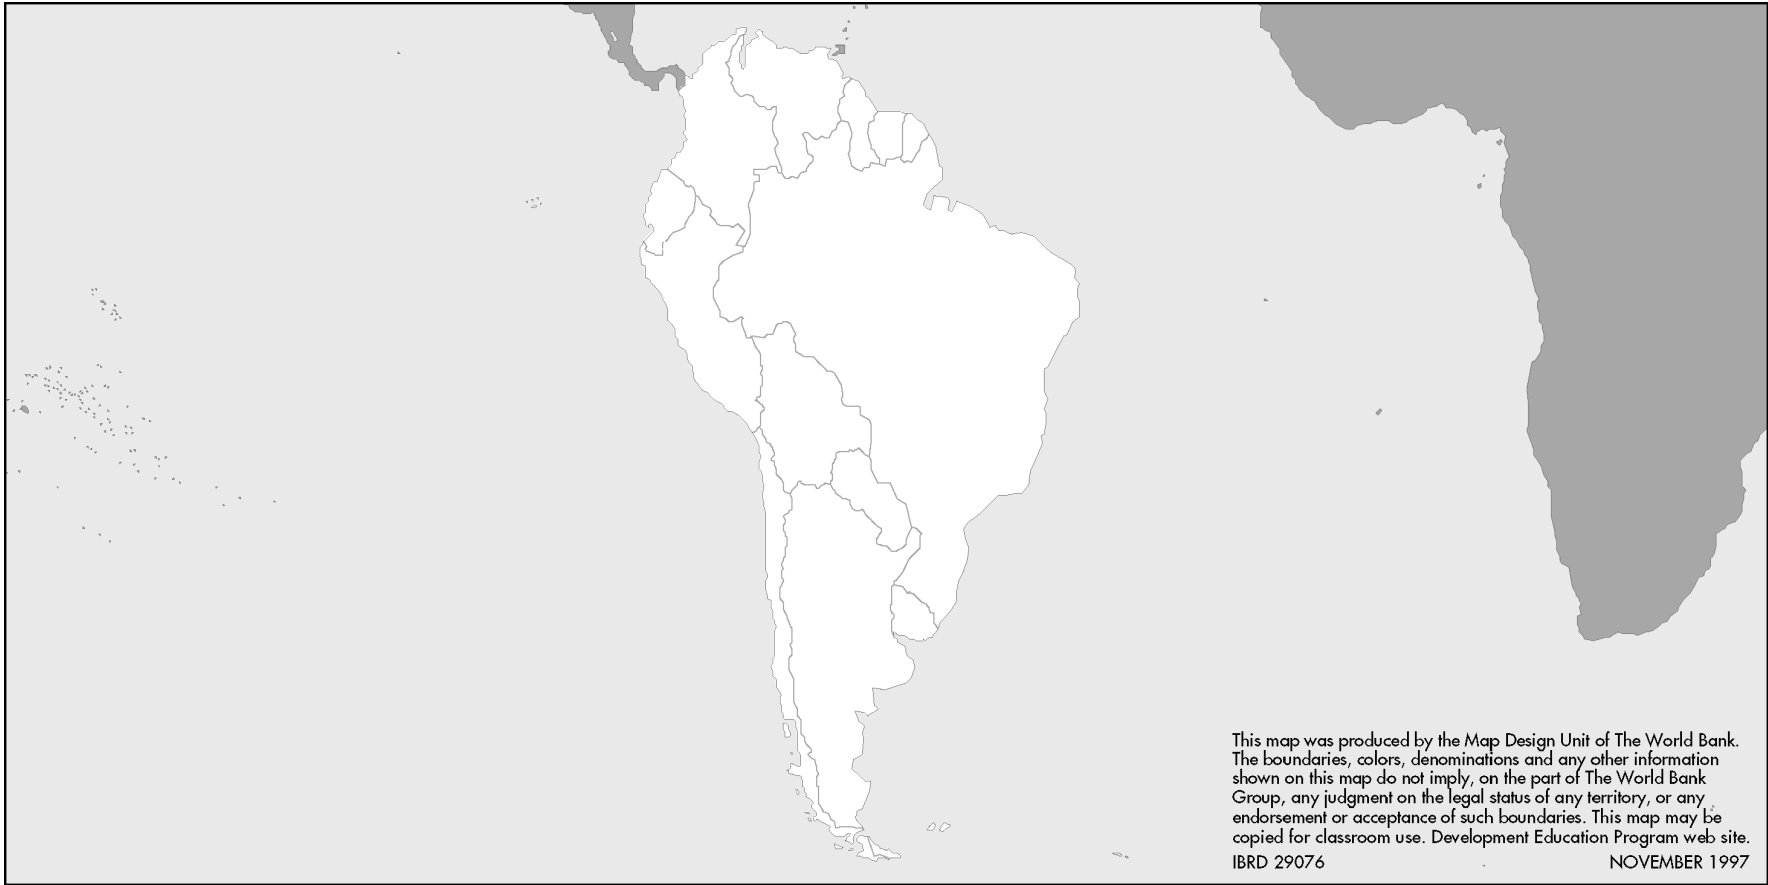 This map was produced by the Map Design Unit of The World Bank.
The boundaries, colors, denominations and any other information
shown on this map do not imply, on the part of The World Bank
Group, any judgment on the legal status of any territory, or any
endorsement or acceptance of such boundaries. This map may be
copied for classroom use. Development Education Program web site.
IBRD 29076 NOVEMBER 1997